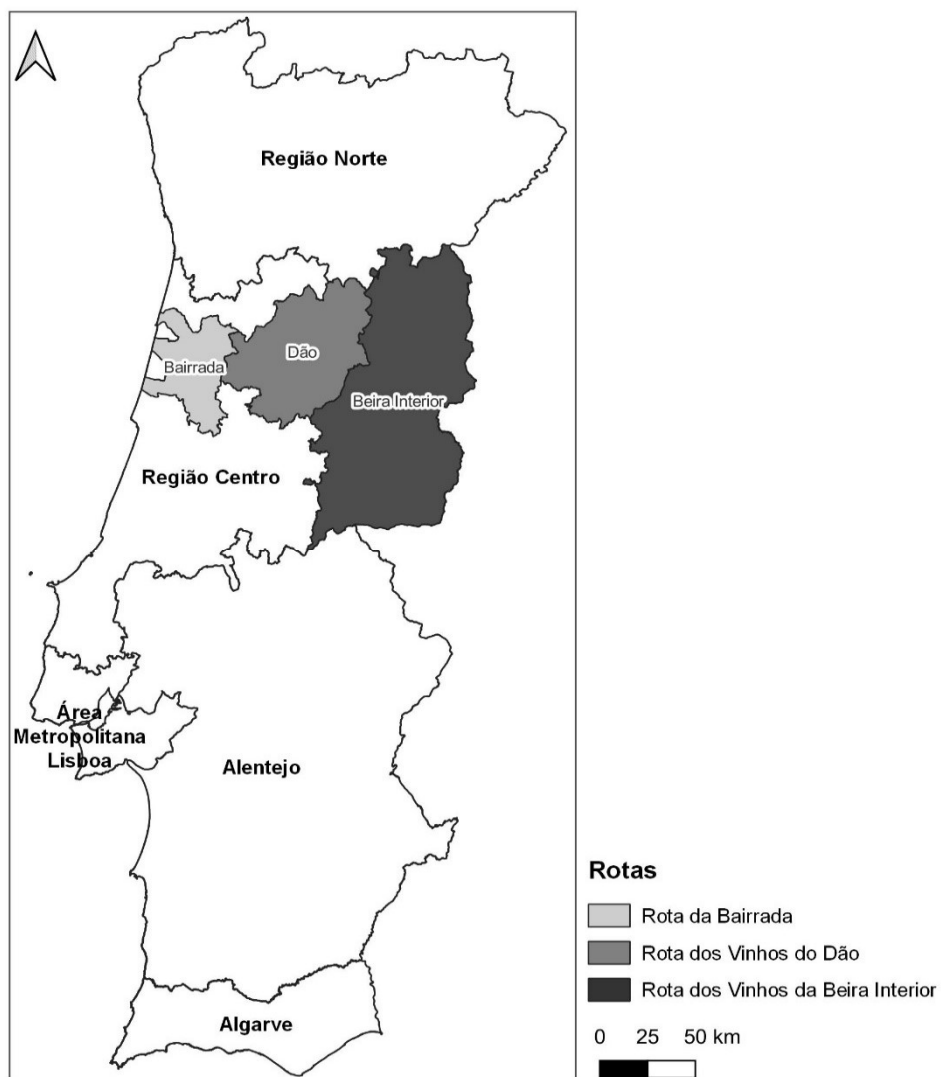 Região Norte
Dão
Bairrada
Beira Interior
Região Centro
Área
Metropolitana
Lisboa
Alentejo
Algarve
Rotas
Rota da Bairrada
Rota dos Vinhos do Dão
Rota dos Vinhos da Beira Interior
0 25 50 km